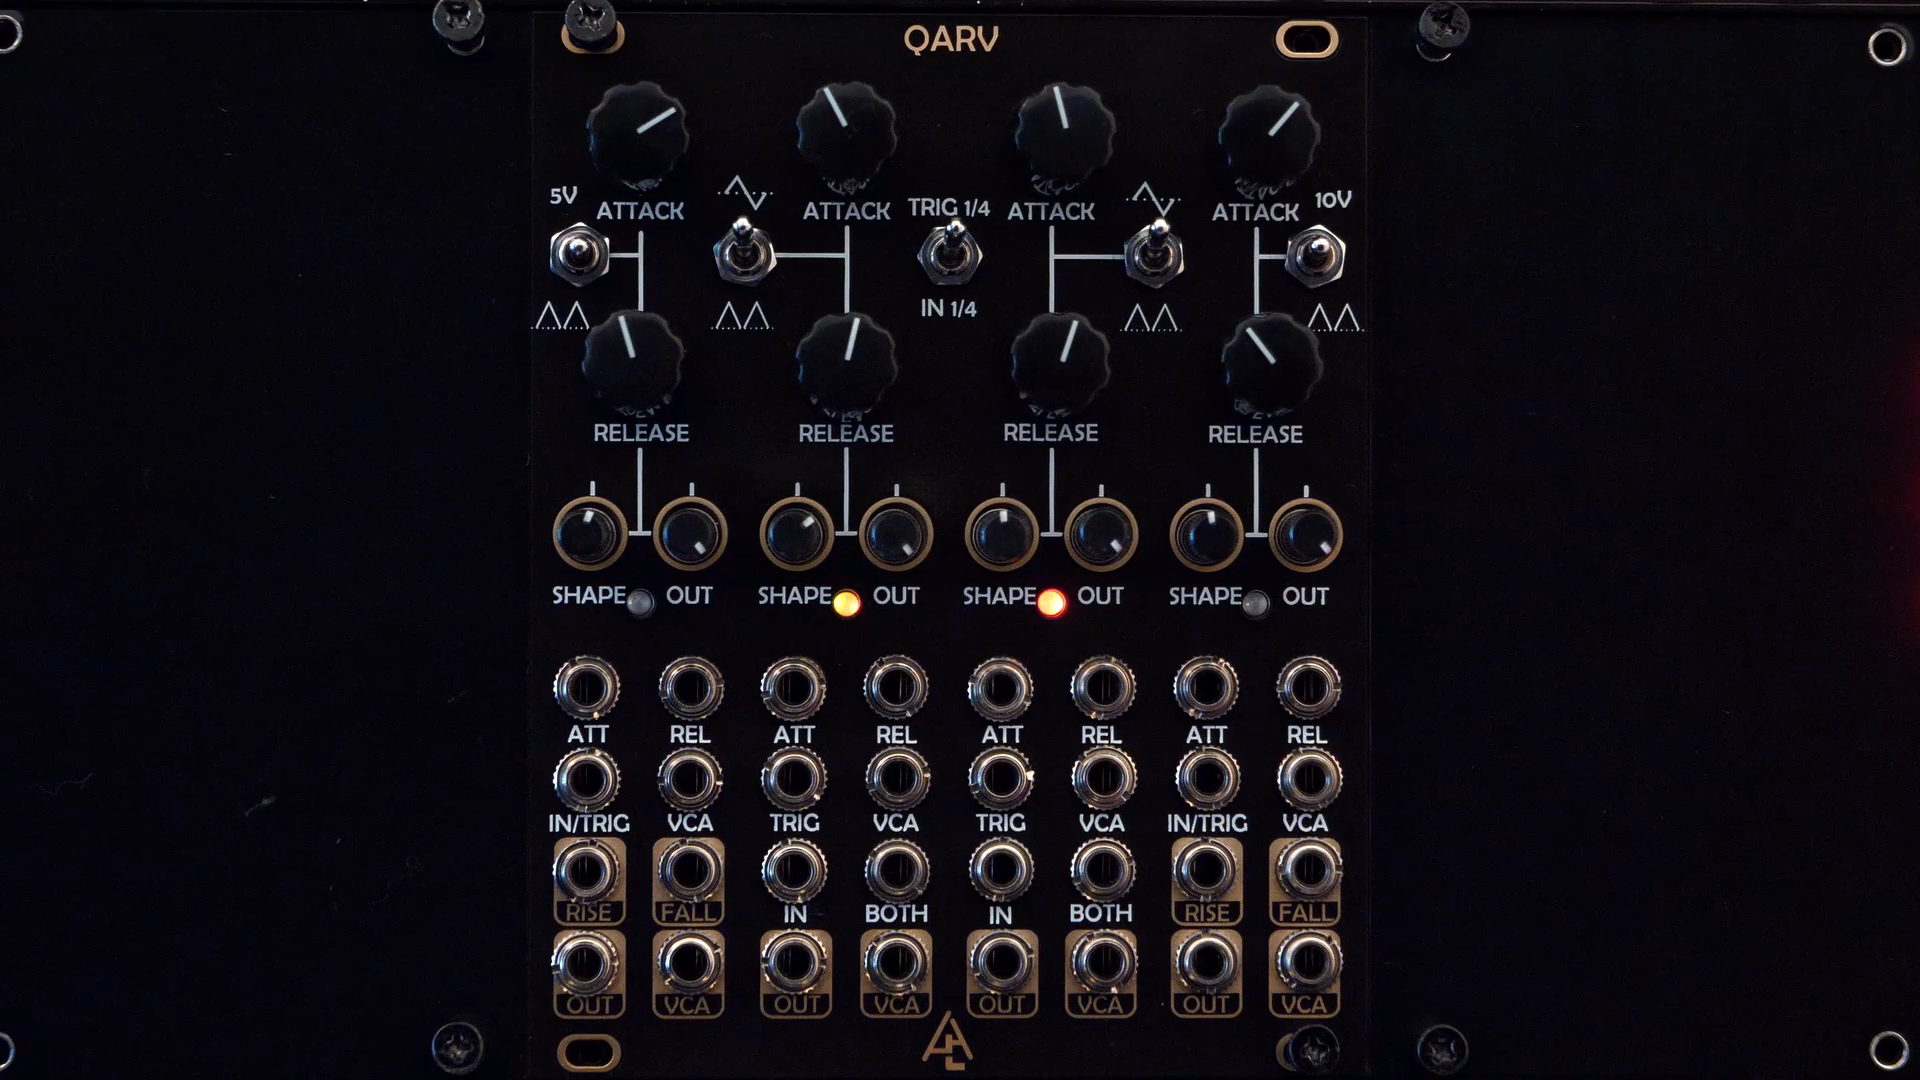 QARV
5V ATTACK ATTACK TRIG 1/4 ATTACK ATTACK 10V
IN 1/4
RELEASE RELEASE RELEASE RELEASE
SHAPE OUT SHAPE OUT SHAPE OUT SHAPE OUT
ATT REL ATT REL ATT REL ATT REL
IN/TRIG VCA TRIG VCA TRIG VCA IN/TRIG VCA
RISE FALL IN BOTH IN BOTH RISE FALL
OUT VCA OUT VCA OUT VCA OUT VCA